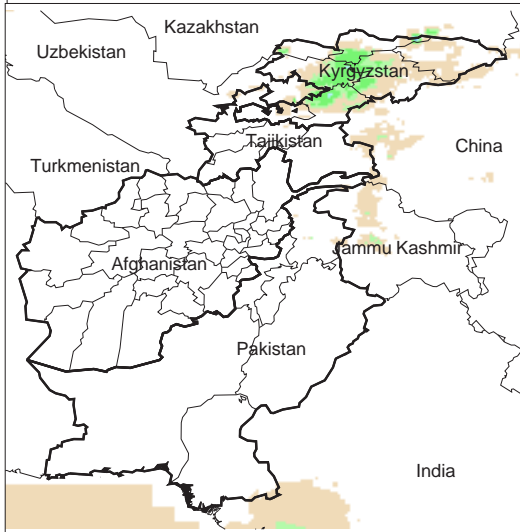 Kazakhstan
Uzbekistan
Kyrgyzstan
Tajikistan
China
Turkmenistan
Jammu Kashmir
Afghanistan
Pakistan
India